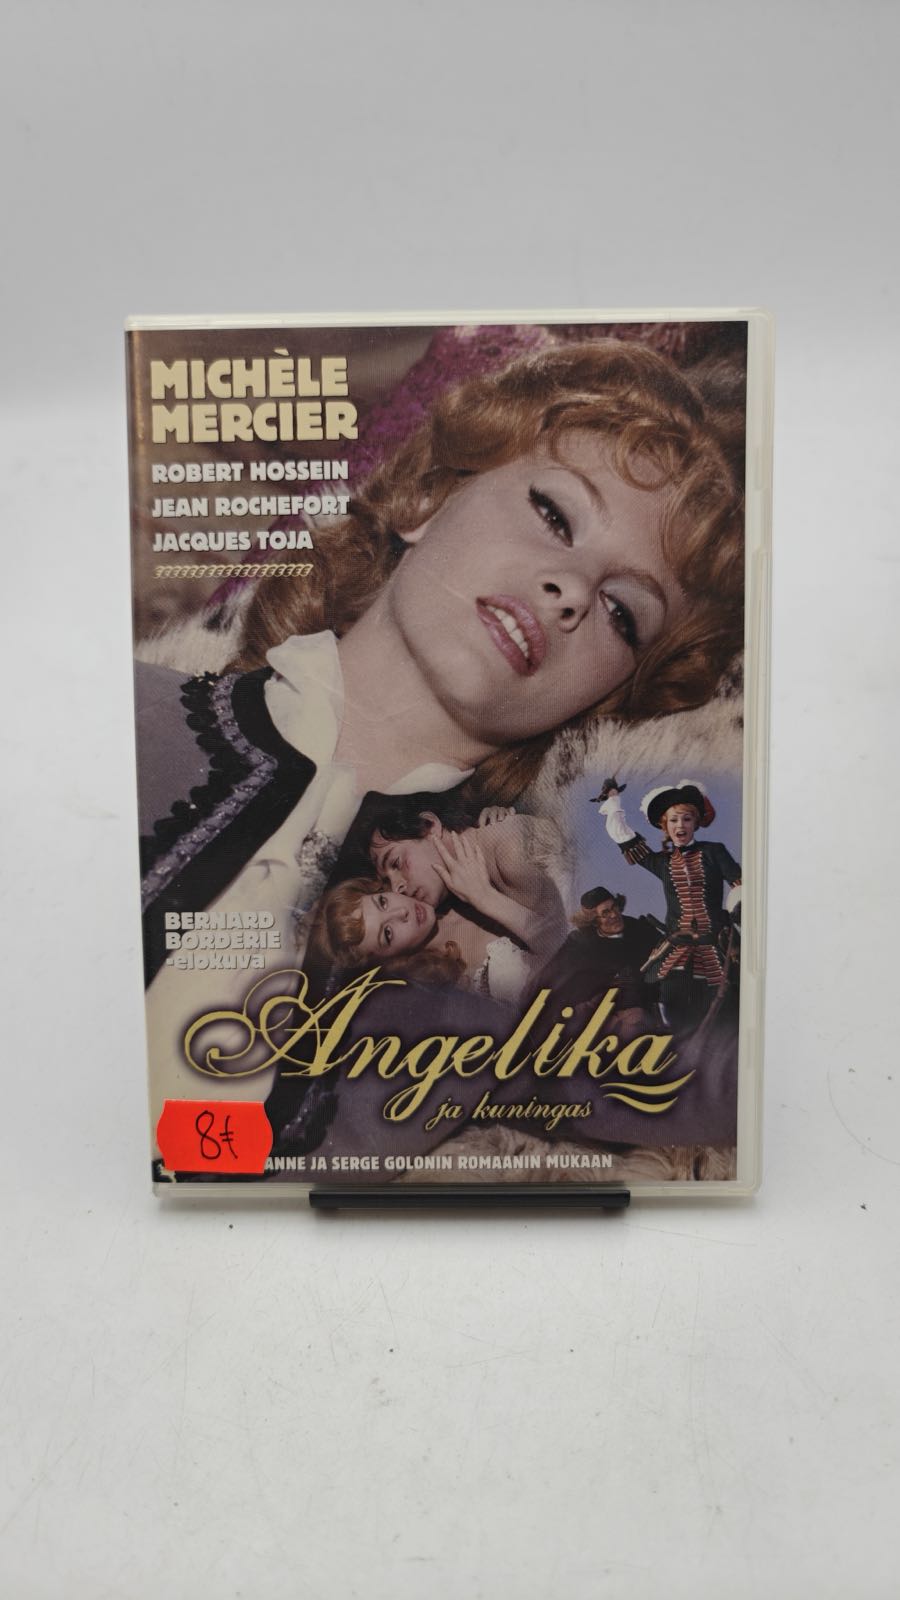 MICHÈLE
MERCIER
ROBERT HOSSEIN
JEAN ROCHEFORT
JACQUES TOJA
BERNARD
BORDERIE
-elokuva
Angelika
ja kuningas
8€
ANNE JA SERGE GOLONIN ROMAANIN MUKAAN